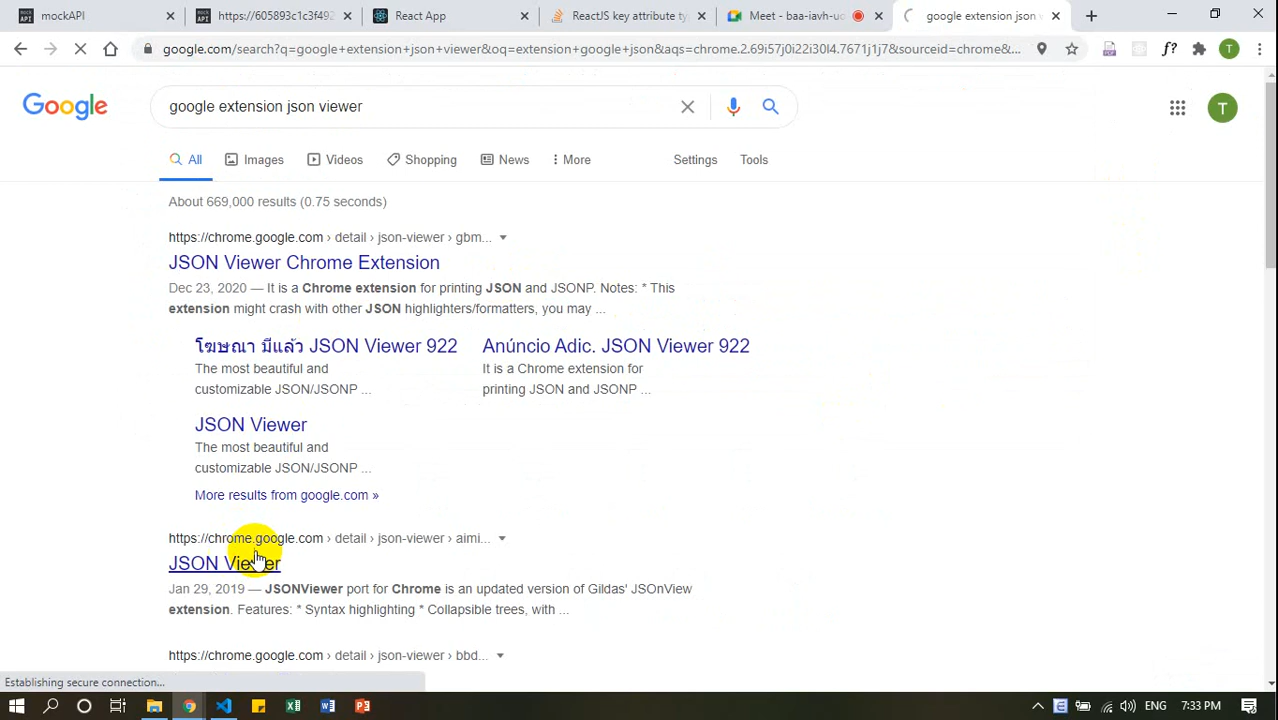 mockAPI
https://605893c1c3f492
React App
ReactJS key attribute ty
Meet - baa-iavh-uo
google extension json v
google.com/search?q=google+extension+json+viewer&oq=extension+google+json&aqs=chrome.2.69i57j0i22i30l4.7671j1j7&sourceid=chrome&...
Google
google extension json viewer
T
All
Images
Videos
Shopping
News
More
Settings
Tools
About 669,000 results (0.75 seconds)
https://chrome.google.com › detail › json-viewer › gbm...
JSON Viewer Chrome Extension
Dec 23, 2020 — It is a Chrome extension for printing JSON and JSONP. Notes: * This
extension might crash with other JSON highlighters/formatters, you may ...
โฆษณา มีแล้ว JSON Viewer 922
The most beautiful and
customizable JSON/JSONP ...
Anúncio Adic. JSON Viewer 922
It is a Chrome extension for
printing JSON and JSONP ...
JSON Viewer
The most beautiful and
customizable JSON/JSONP ...
More results from google.com »
https://chrome.google.com › detail › json-viewer › aimi...
JSON Viewer
Jan 29, 2019 — JSONViewer port for Chrome is an updated version of Gildas' JSOnView
extension. Features: * Syntax highlighting * Collapsible trees, with ...
https://chrome.google.com › detail › json-viewer › bbd...
Establishing secure connection...
ENG
7:33 PM